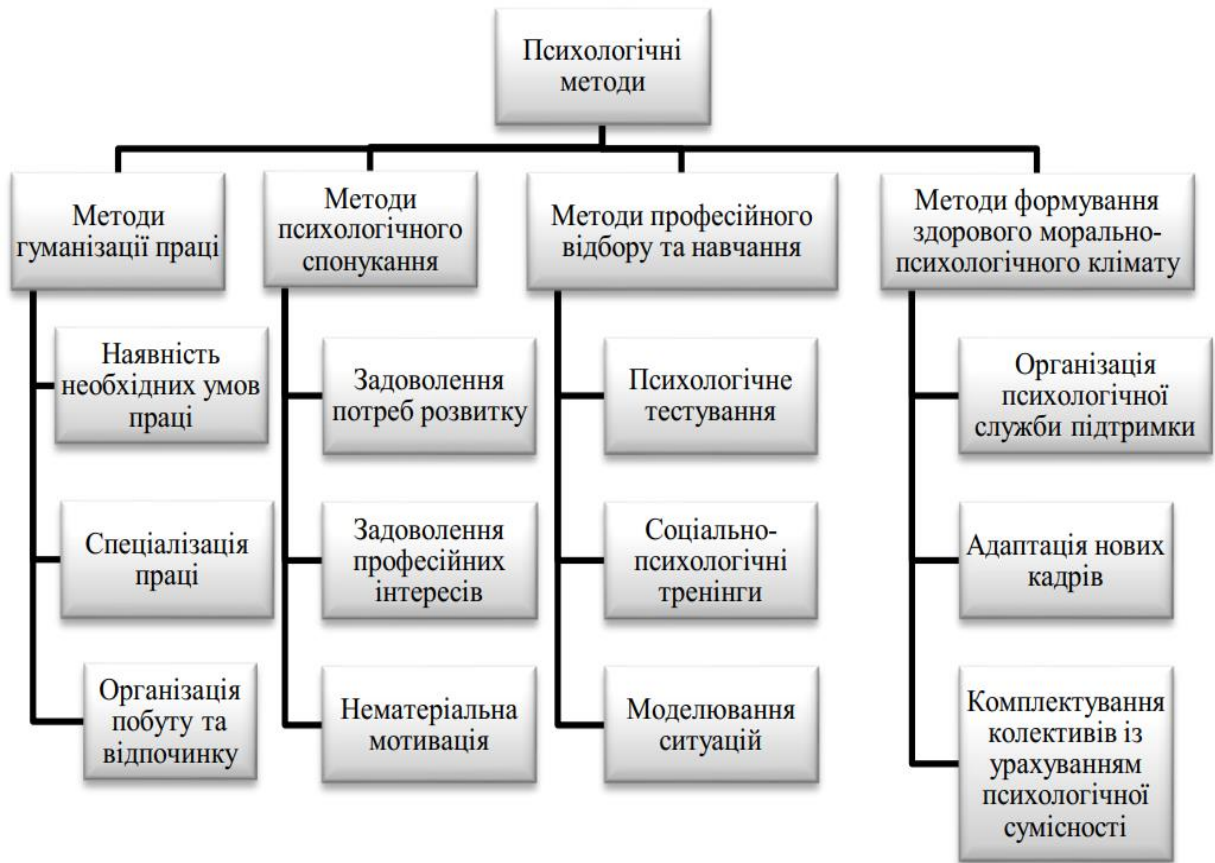 Психологічні
методи
Методи
гуманізації праці
Методи
психологічного
спонукання
Методи професійного
відбору та навчання
Методи формування
здорового морально-
психологічного клімату
Наявність
необхідних умов
праці
Спеціалізація
праці
Організація
побуту та
відпочинку
Задоволення
потреб розвитку
Задоволення
професійних
інтересів
Нематеріальна
мотивація
Психологічне
тестування
Соціально-
психологічні
тренінги
Моделювання
ситуацій
Організація
психологічної
служби підтримки
Адаптація нових
кадрів
Комплектування
колективів із
урахуванням
психологічної
сумісності